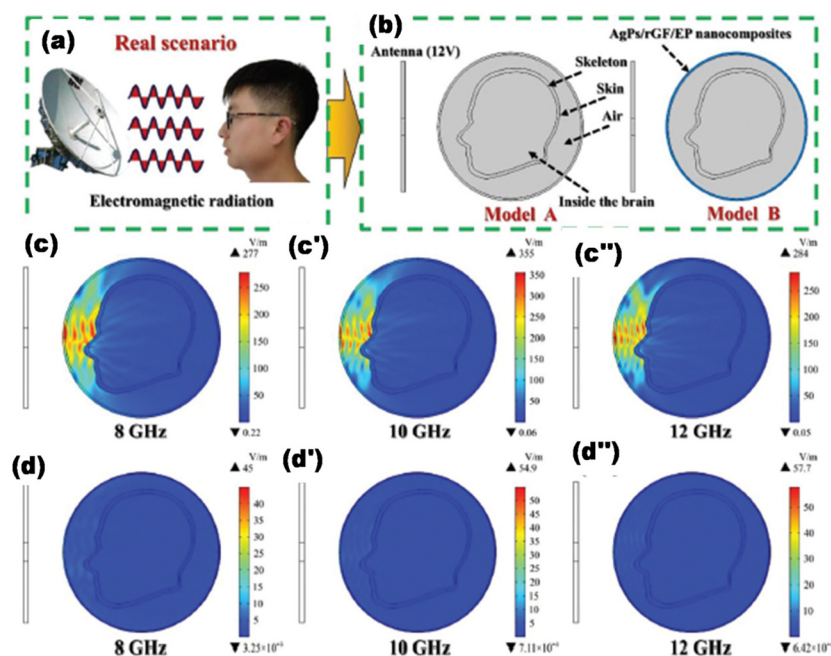 (a)
Real scenario
Electromagnetic radiation
(b)
Antenna (12V)
Skeleton
Skin
Air
Inside the brain
Model A
AgPs/rGF/EP nanocomposites
Model B
(c)
V/m
▲ 277
250
200
150
100
50
▼ 0.22
8 GHz
(c')
V/m
▲ 355
350
300
250
200
150
100
50
▼ 0.06
10 GHz
(c'')
V/m
▲ 284
250
200
150
100
50
▼ 0.05
12 GHz
(d)
V/m
▲ 45
40
35
30
25
20
15
10
5
8 GHz
(d')
V/m
▲ 54.9
50
45
40
35
30
25
20
15
10
5
10 GHz
(d'')
V/m
▲ 57.7
50
40
30
20
10
12 GHz